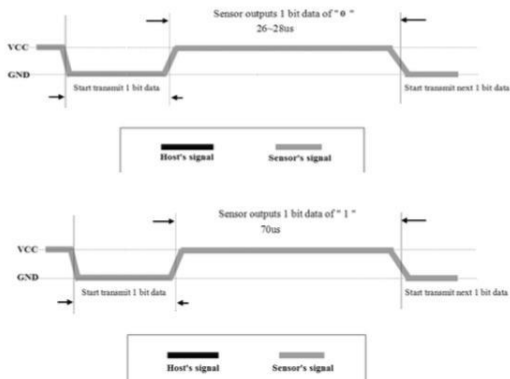 Sensor outputs 1 bit data of " 0 "
26~28us
VCC
GND
Start transmit 1 bit data
Start transmit next 1 bit data
Host's signal
Sensor's signal
Sensor outputs 1 bit data of " 1 "
70us
VCC
GND
Start transmit 1 bit data
Start transmit next 1 bit data
Host's signal
Sensor's signal